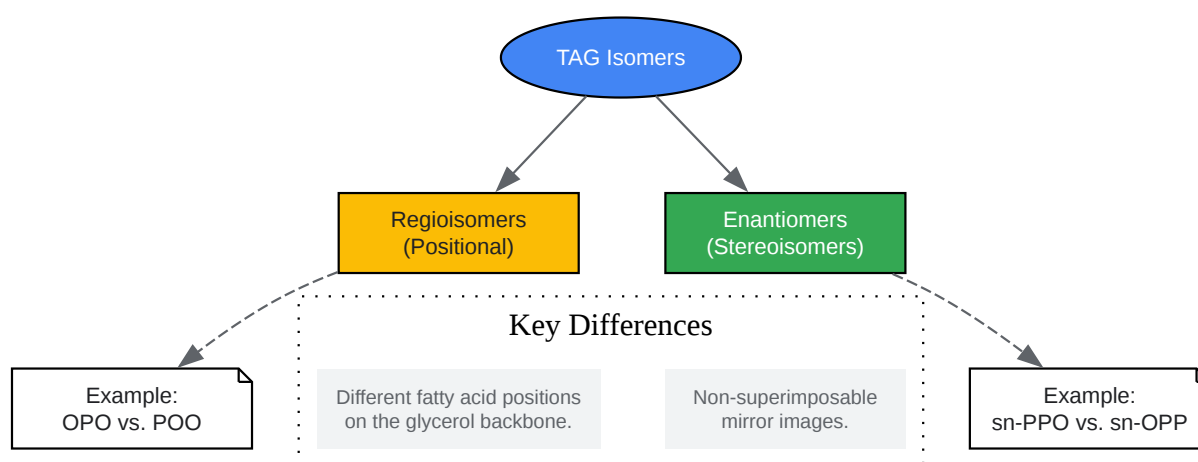 TAG Isomers
Regioisomers
(Positional)
Enantiomers
(Stereoisomers)
Key Differences
Example:
OPO vs. POO
Different fatty acid positions
on the glycerol backbone.
Non-superimposable
mirror images.
Example:
sn-PPO vs. sn-OPP